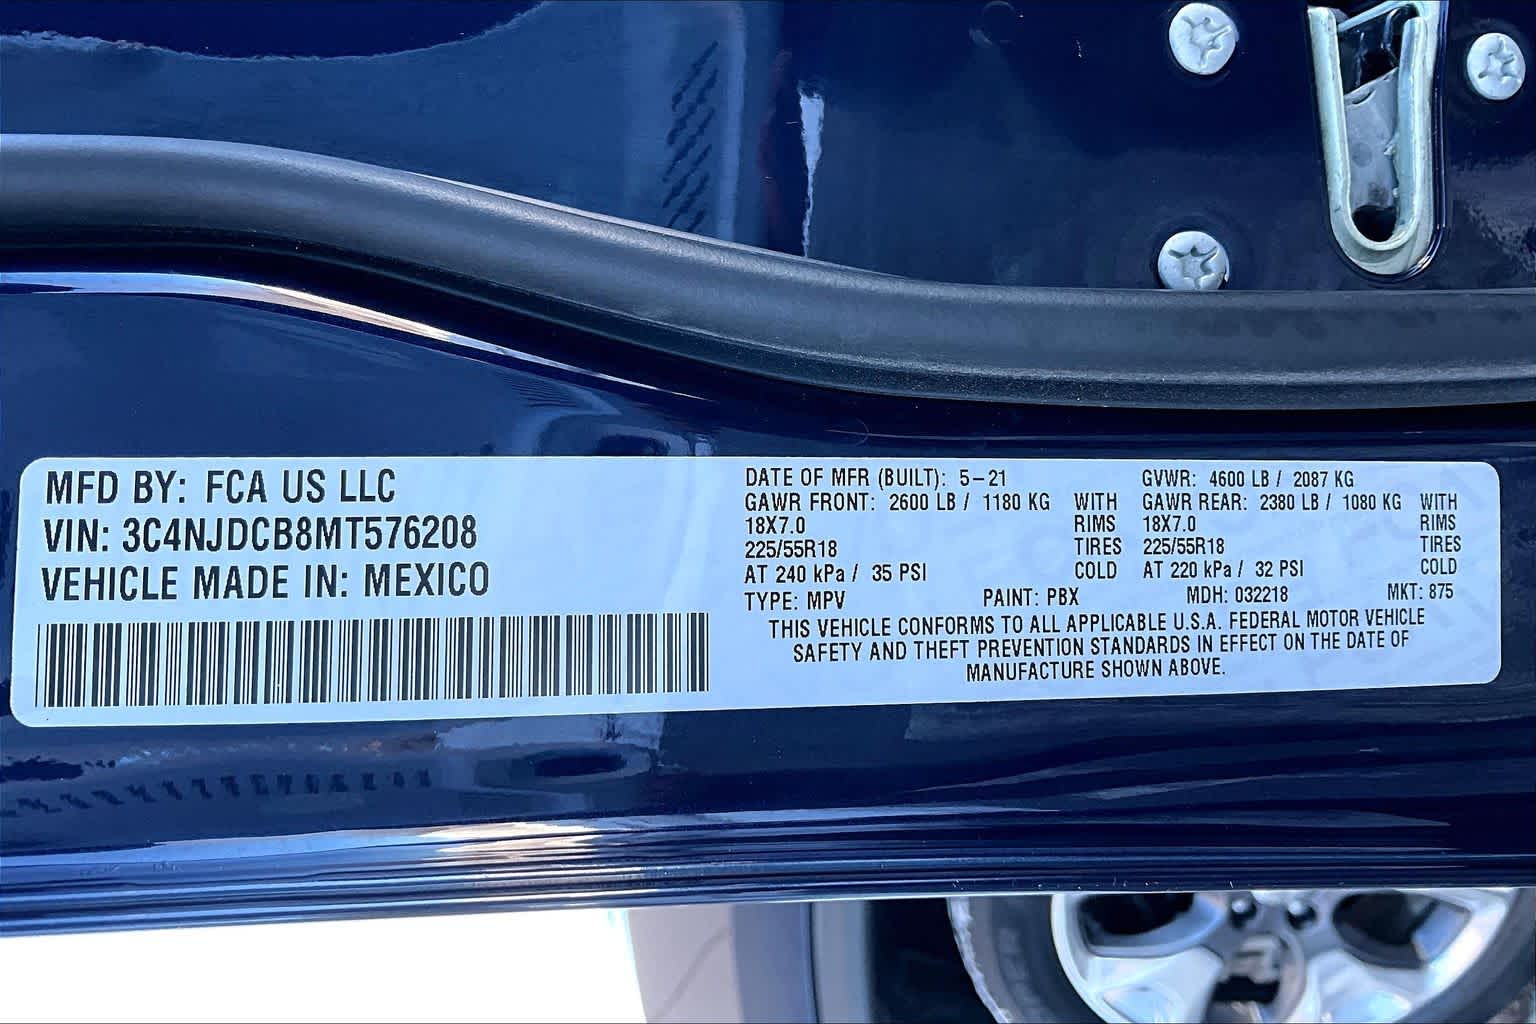 MFD BY: FCA US LLC
VIN: 3C4NJDCB8MT576208
VEHICLE MADE IN: MEXICO
DATE OF MFR (BUILT): 5-21 GVWR: 4600 LB / 2087 KG
GAWR FRONT: 2600 LB / 1180 KG WITH GAWR REAR: 2380 LB / 1080 KG WITH
18X7.0 RIMS 18X7.0 RIMS
225/55R18 TIRES 225/55R18 TIRES
AT 240 kPa / 35 PSI COLD AT 220 kPa / 32 PSI COLD
TYPE: MPV PAINT: PBX MDH: 032218 MKT: 875
THIS VEHICLE CONFORMS TO ALL APPLICABLE U.S.A. FEDERAL MOTOR VEHICLE
SAFETY AND THEFT PREVENTION STANDARDS IN EFFECT ON THE DATE OF
MANUFACTURE SHOWN ABOVE.